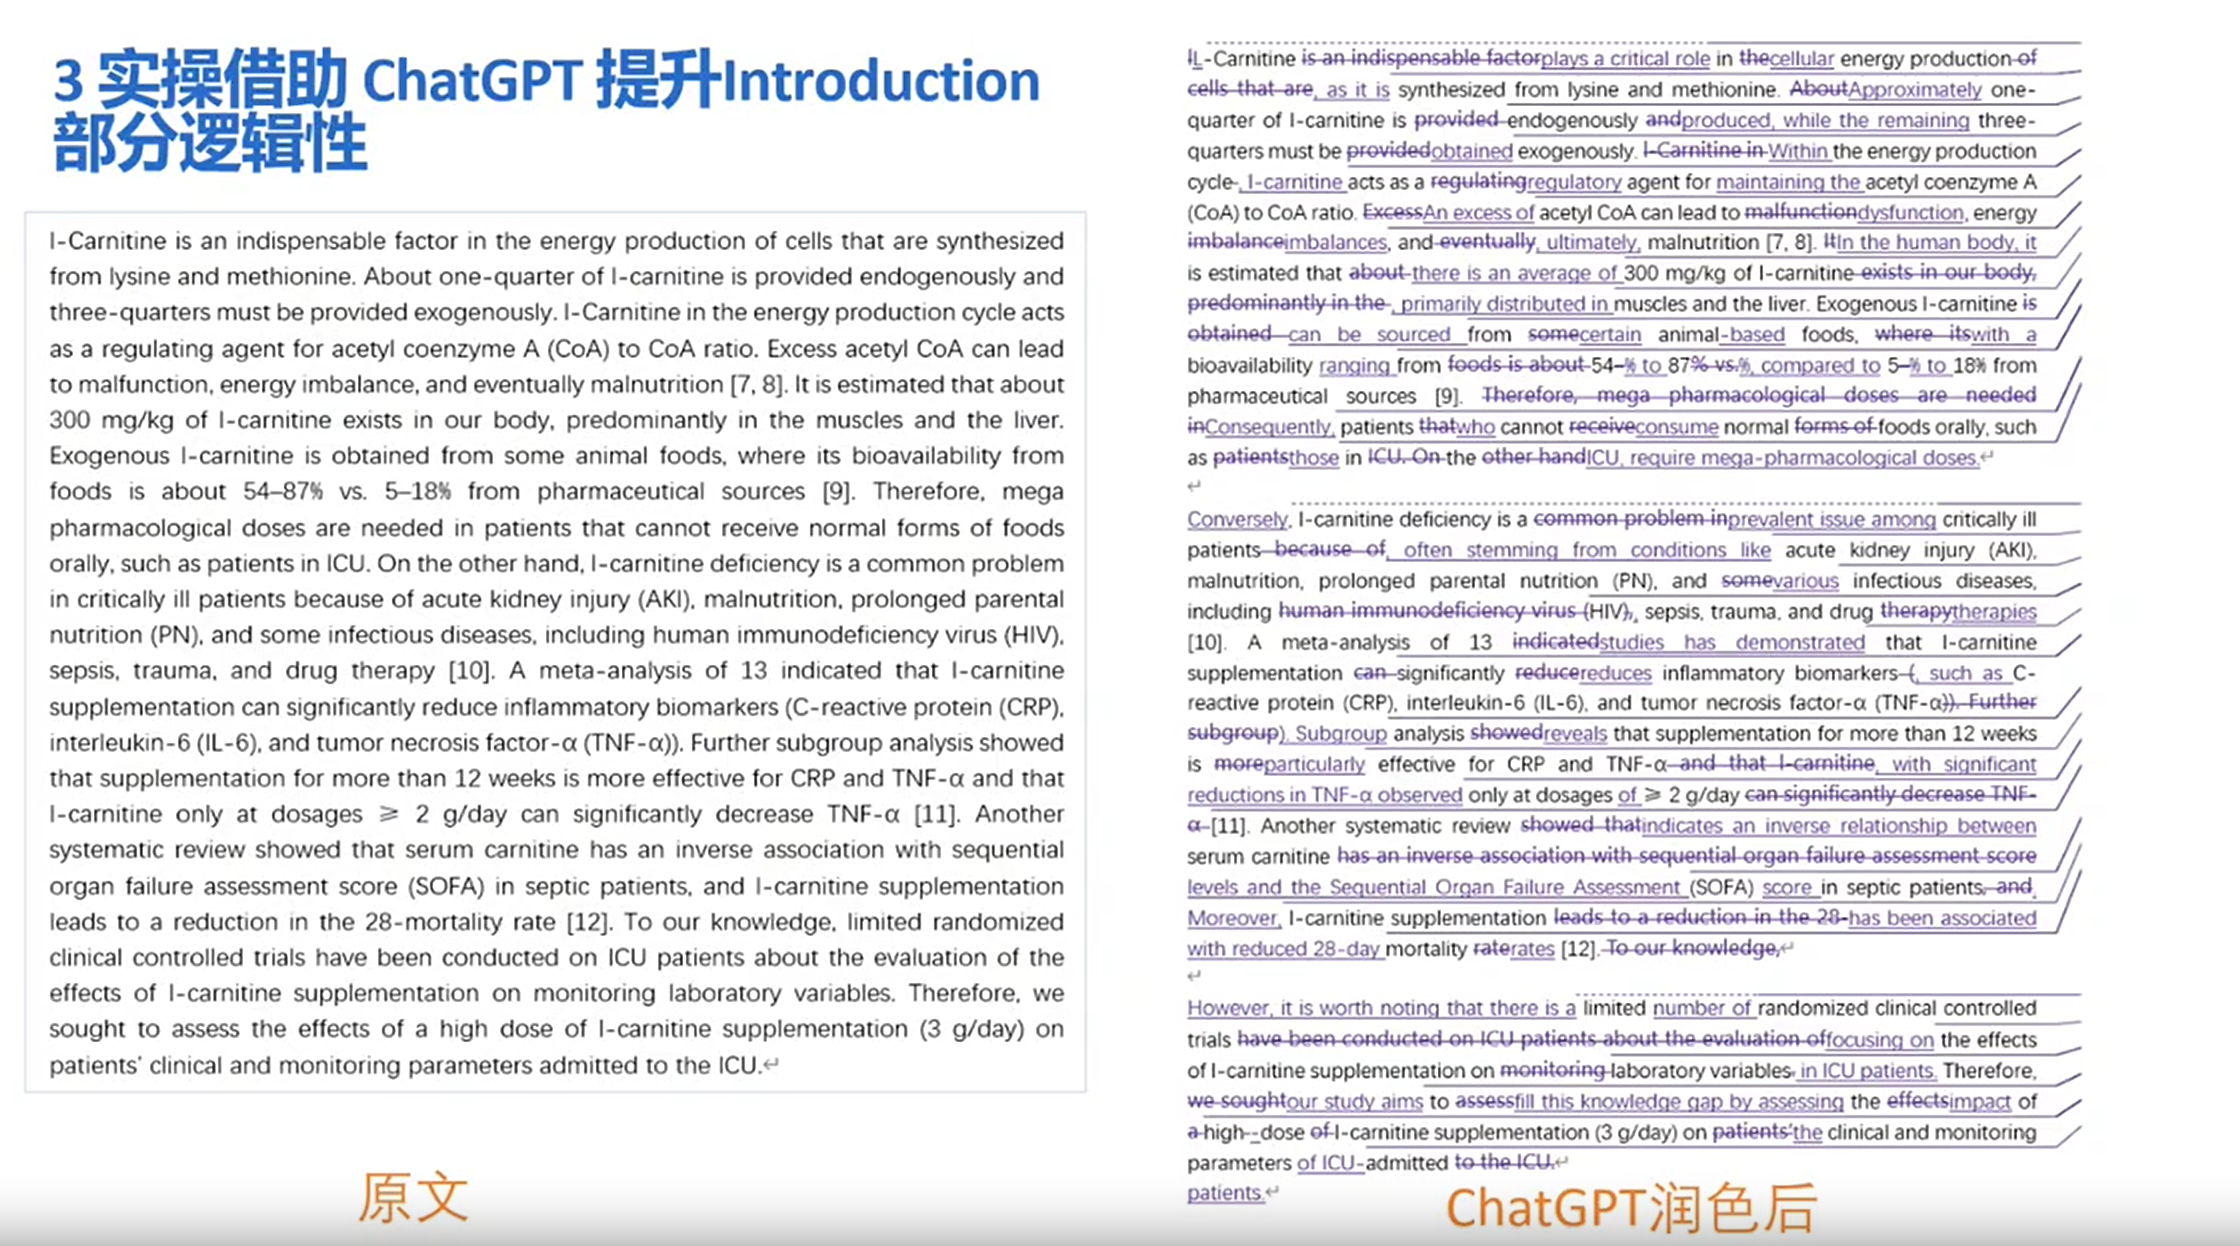 3 实操借助 ChatGPT 提升Introduction
部分逻辑性
l-Carnitine is an indispensable factor in the energy production of cells that are synthesized
from lysine and methionine. About one-quarter of l-carnitine is provided endogenously and
three-quarters must be provided exogenously. l-Carnitine in the energy production cycle acts
as a regulating agent for acetyl coenzyme A (CoA) to CoA ratio. Excess acetyl CoA can lead
to malfunction, energy imbalance, and eventually malnutrition [7, 8]. It is estimated that about
300 mg/kg of l-carnitine exists in our body, predominantly in the muscles and the liver.
Exogenous l-carnitine is obtained from some animal foods, where its bioavailability from
foods is about 54–87% vs. 5–18% from pharmaceutical sources [9]. Therefore, mega
pharmacological doses are needed in patients that cannot receive normal forms of foods
orally, such as patients in ICU. On the other hand, l-carnitine deficiency is a common problem
in critically ill patients because of acute kidney injury (AKI), malnutrition, prolonged parental
nutrition (PN), and some infectious diseases, including human immunodeficiency virus (HIV),
sepsis, trauma, and drug therapy [10]. A meta-analysis of 13 indicated that l-carnitine
supplementation can significantly reduce inflammatory biomarkers (C-reactive protein (CRP),
interleukin-6 (IL-6), and tumor necrosis factor-α (TNF-α)). Further subgroup analysis showed
that supplementation for more than 12 weeks is more effective for CRP and TNF-α and that
l-carnitine only at dosages ⩾ 2 g/day can significantly decrease TNF-α [11]. Another
systematic review showed that serum carnitine has an inverse association with sequential
organ failure assessment score (SOFA) in septic patients, and l-carnitine supplementation
leads to a reduction in the 28-mortality rate [12]. To our knowledge, limited randomized
clinical controlled trials have been conducted on ICU patients about the evaluation of the
effects of l-carnitine supplementation on monitoring laboratory variables. Therefore, we
sought to assess the effects of a high dose of l-carnitine supplementation (3 g/day) on
patients' clinical and monitoring parameters admitted to the ICU.↵
原文
lL-Carnitine is an indispensable factorplays a critical role in thecellular energy production of
cells that are, as it is synthesized from lysine and methionine. AboutApproximately one-
quarter of l-carnitine is provided endogenously andproduced, while the remaining three-
quarters must be providedobtained exogenously. l-Carnitine in Within the energy production
cycle , l-carnitine acts as a regulatingregulatory agent for maintaining the acetyl coenzyme A
(CoA) to CoA ratio. ExcessAn excess of acetyl CoA can lead to malfunctiondysfunction, energy
imbalanceimbalances, and eventually, ultimately, malnutrition [7, 8]. ItIn the human body, it
is estimated that about there is an average of 300 mg/kg of l-carnitine exists in our body,
predominantly in the , primarily distributed in muscles and the liver. Exogenous l-carnitine is
obtained can be sourced from somecertain animal-based foods, where itswith a
bioavailability ranging from foods is about 54–% to 87% vs.%, compared to 5–% to 18% from
pharmaceutical sources [9]. Therefore, mega pharmacological doses are needed
inConsequently, patients thatwho cannot receiveconsume normal forms of foods orally, such
as patientsthose in ICU. On the other handICU, require mega-pharmacological doses.↵
↵
Conversely, l-carnitine deficiency is a common problem inprevalent issue among critically ill
patients because of, often stemming from conditions like acute kidney injury (AKI),
malnutrition, prolonged parental nutrition (PN), and somevarious infectious diseases,
including human immunodeficiency virus (HIV), sepsis, trauma, and drug therapytherapies
[10]. A meta-analysis of 13 indicatedstudies has demonstrated that l-carnitine
supplementation can significantly reducereduces inflammatory biomarkers (, such as C-
reactive protein (CRP), interleukin-6 (IL-6), and tumor necrosis factor-α (TNF-α)). Further
subgroup). Subgroup analysis showedreveals that supplementation for more than 12 weeks
is moreparticularly effective for CRP and TNF-α and that l-carnitine, with significant
reductions in TNF-α observed only at dosages of ⩾ 2 g/day can significantly decrease TNF-
α [11]. Another systematic review showed thatindicates an inverse relationship between
serum carnitine has an inverse association with sequential organ failure assessment score
levels and the Sequential Organ Failure Assessment (SOFA) score in septic patients, and.
Moreover, l-carnitine supplementation leads to a reduction in the 28-has been associated
with reduced 28-day mortality raterates [12]. To our knowledge,↵
↵
However, it is worth noting that there is a limited number of randomized clinical controlled
trials have been conducted on ICU patients about the evaluation offocusing on the effects
of l-carnitine supplementation on monitoring laboratory variables. in ICU patients. Therefore,
we soughtour study aims to assessfill this knowledge gap by assessing the effectsimpact of
a high -dose of l-carnitine supplementation (3 g/day) on patients'the clinical and monitoring
parameters of ICU-admitted to the ICU.↵
patients.↵
ChatGPT润色后